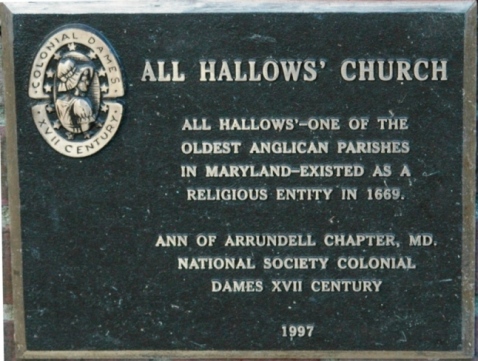 COLONIAL DAMES
XVII CENTURY
ALL HALLOWS' CHURCH
ALL HALLOWS'—ONE OF THE
OLDEST ANGLICAN PARISHES
IN MARYLAND—EXISTED AS A
RELIGIOUS ENTITY IN 1669.
ANN OF ARRUNDELL CHAPTER, MD.
NATIONAL SOCIETY COLONIAL
DAMES XVII CENTURY
1997